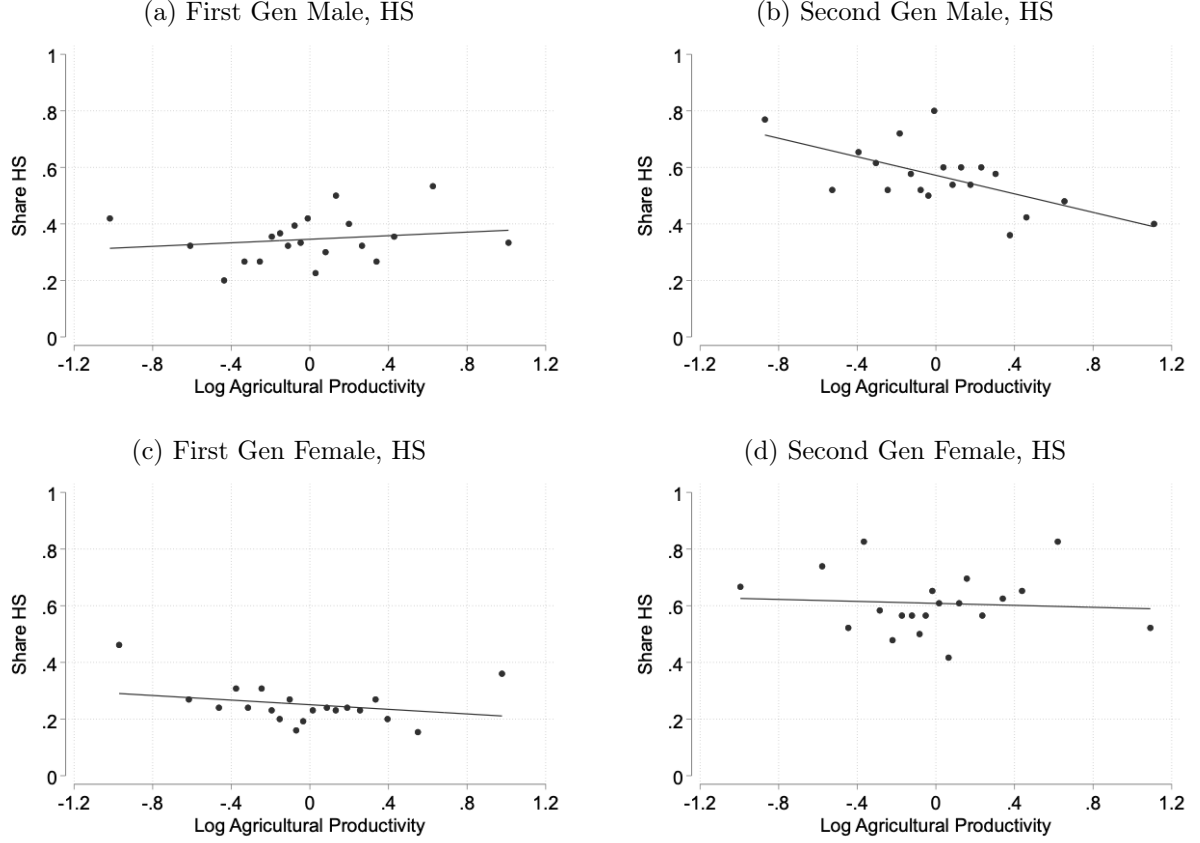 (a) First Gen Male, HS
1
.8
.6
.4
.2
0
Share HS
-1.2 -.8 -.4 0 .4 .8 1.2
Log Agricultural Productivity
(b) Second Gen Male, HS
1
.8
.6
.4
.2
0
Share HS
-1.2 -.8 -.4 0 .4 .8 1.2
Log Agricultural Productivity
(c) First Gen Female, HS
1
.8
.6
.4
.2
0
Share HS
-1.2 -.8 -.4 0 .4 .8 1.2
Log Agricultural Productivity
(d) Second Gen Female, HS
1
.8
.6
.4
.2
0
Share HS
-1.2 -.8 -.4 0 .4 .8 1.2
Log Agricultural Productivity